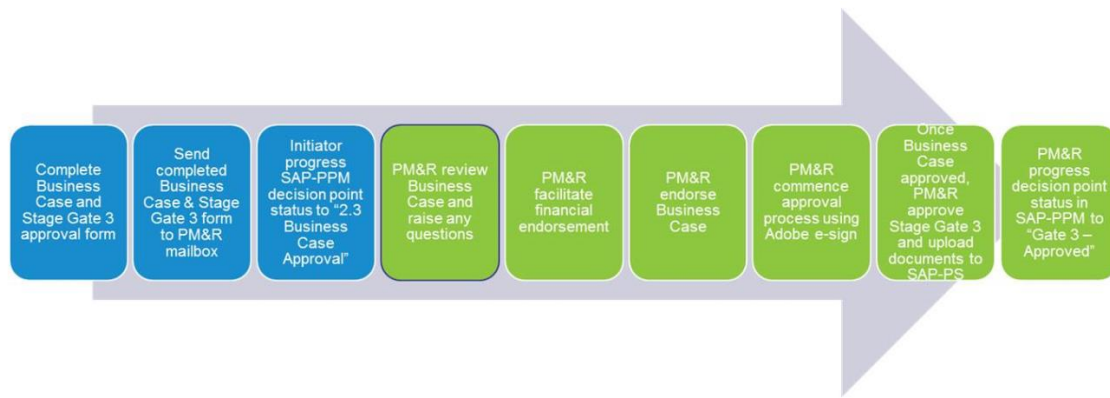 Complete
Business
Case and
Stage Gate 3
approval form
Send
completed
Business
Case & Stage
Gate 3 form
to PM&R
mailbox
Initiator
progress
SAP-PPM
decision point
status to “2.3
Business
Case
Approval”
PM&R review
Business
Case and
raise any
questions
PM&R
facilitate
financial
endorsement
PM&R
endorse
Business
Case
PM&R
commence
approval
process using
Adobe e-sign
Once
Business
Case
approved,
PM&R
approve
Stage Gate 3
and upload
documents to
SAP-PS
PM&R
progress
decision point
status in
SAP-PPM to
“Gate 3 –
Approved”